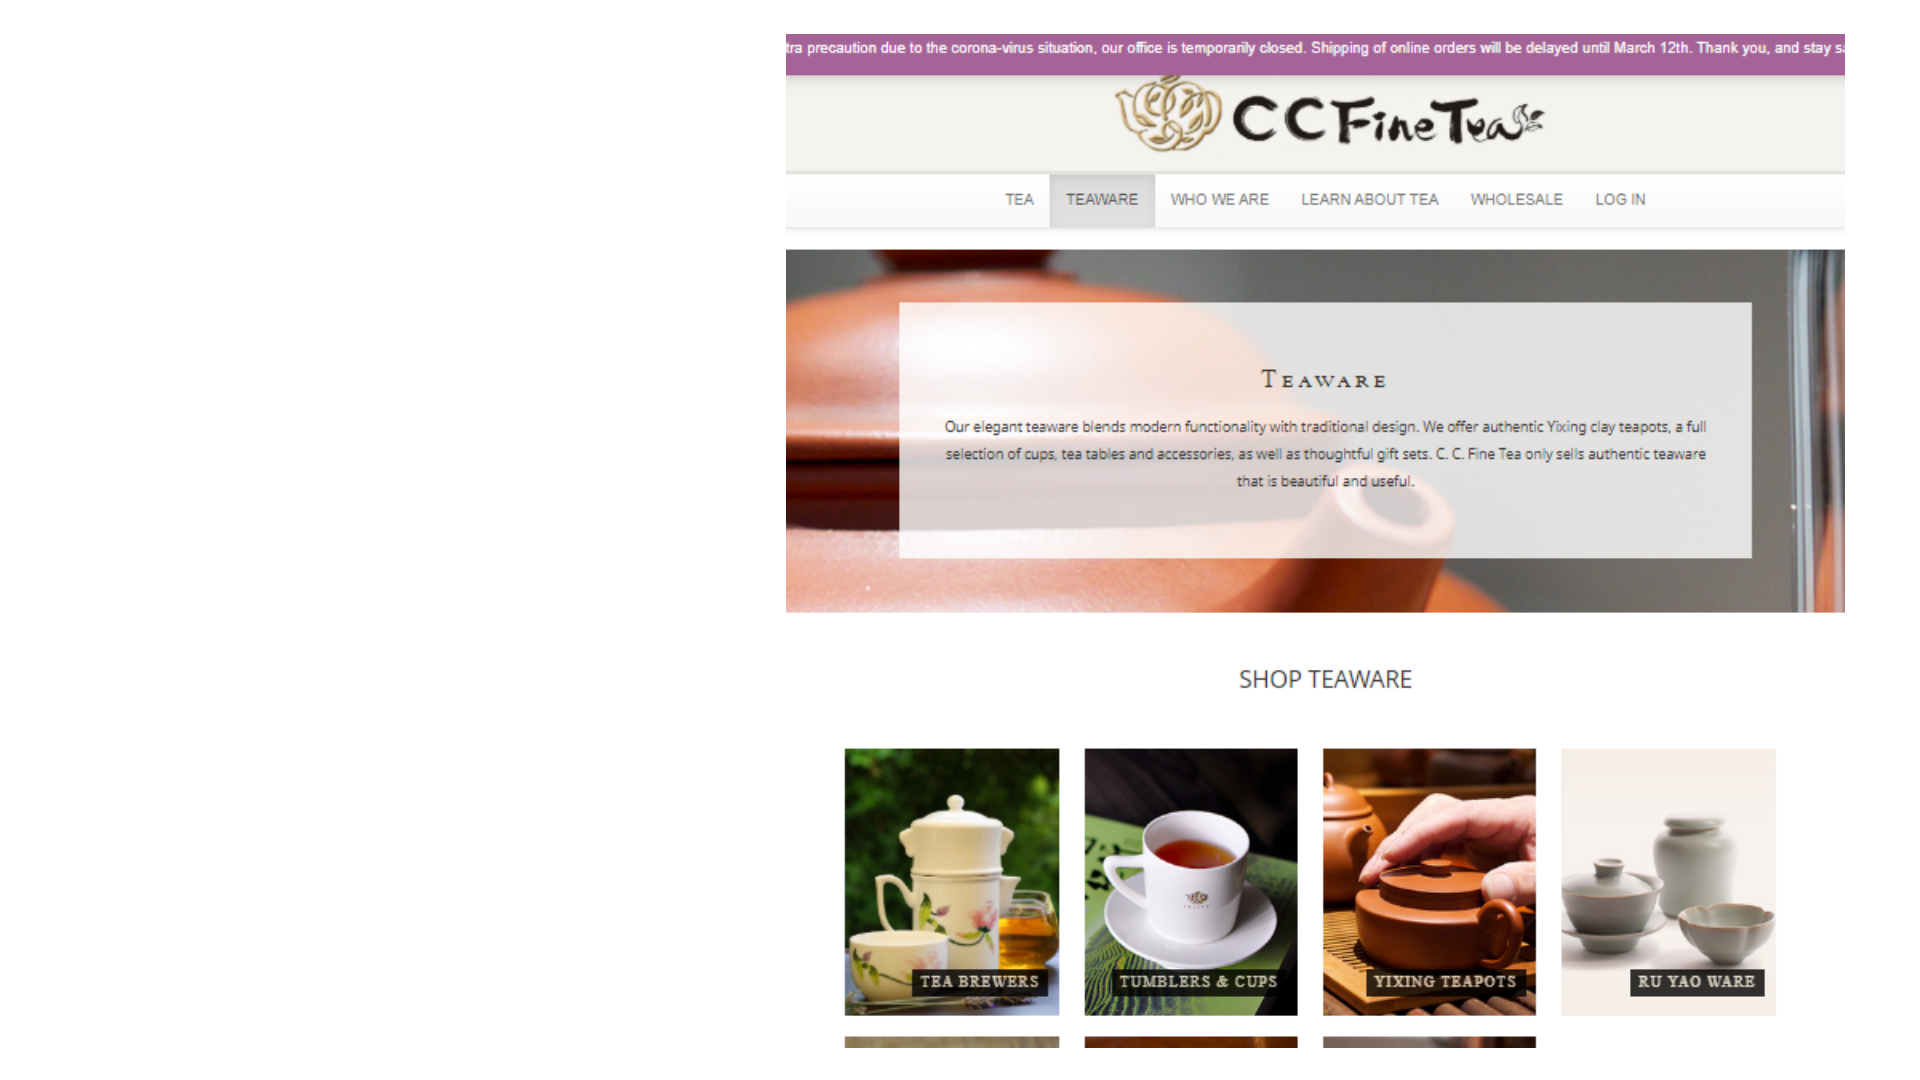 tra precaution due to the corona-virus situation, our office is temporarily closed. Shipping of online orders will be delayed until March 12th. Thank you, and stay s
CC Fine Tea
TEA TEAWARE WHO WE ARE LEARN ABOUT TEA WHOLESALE LOG IN
TEAWARE
Our elegant teaware blends modern functionality with traditional design. We offer authentic Yixing clay teapots, a full
selection of cups, tea tables and accessories, as well as thoughtful gift sets. C. C. Fine Tea only sells authentic teaware
that is beautiful and useful.
SHOP TEAWARE
TEA BREWERS
TUMBLERS & CUPS
YIXING TEAPOTS
RU YAO WARE